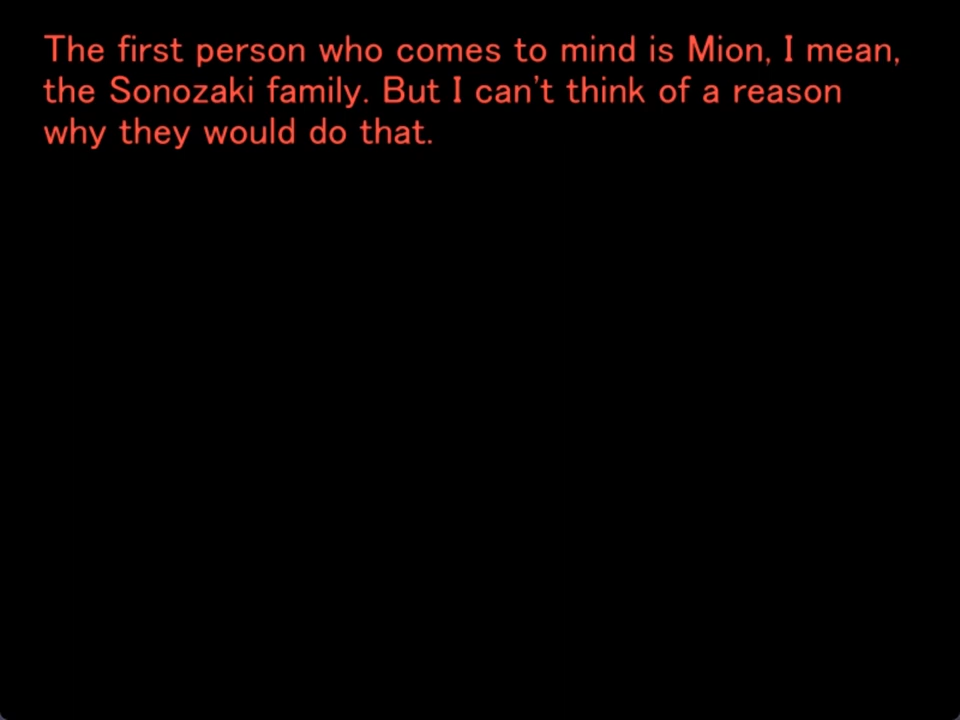 The first person who comes to mind is Mion, I mean,
the Sonozaki family. But I can't think of a reason
why they would do that.